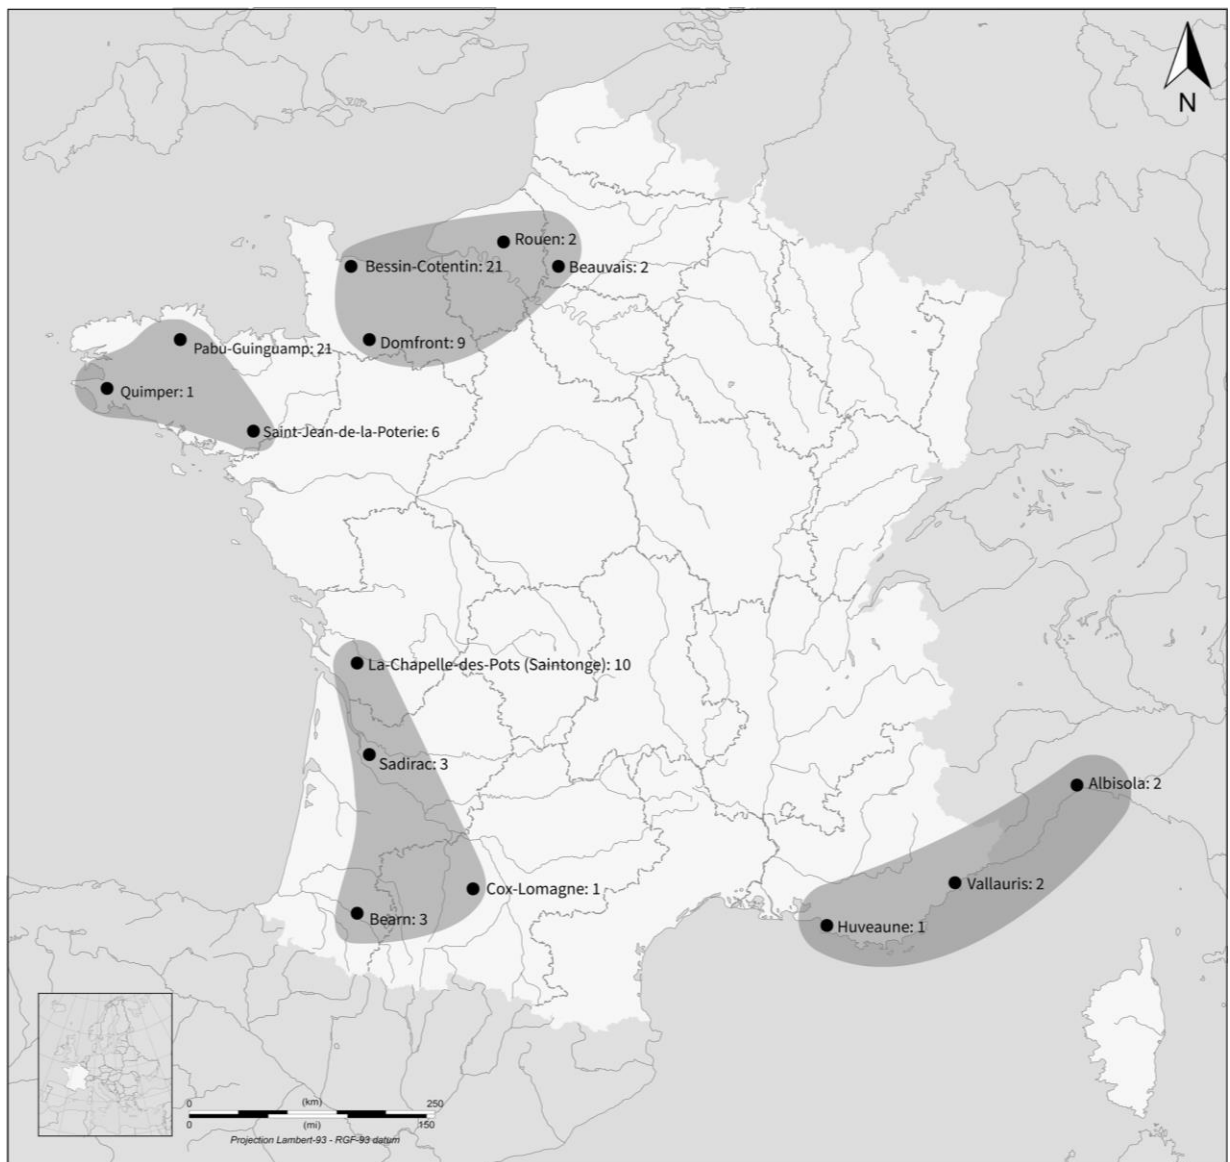 N
Rouen: 2
Bessin-Cotentin: 21
Beauvais: 2
Domfront: 9
Pabu-Guinguamp: 21
Quimper: 1
Saint-Jean-de-la-Poterie: 6
La-Chapelle-des-Pots (Saintonge): 10
Sadirac: 3
Albisola: 2
Cox-Lomagne: 1
Vallauris: 2
Bearn: 3
Huveaune: 1
0 (km) 250
0 (mi) 150
Projection Lambert-93 - RGF-93 datum